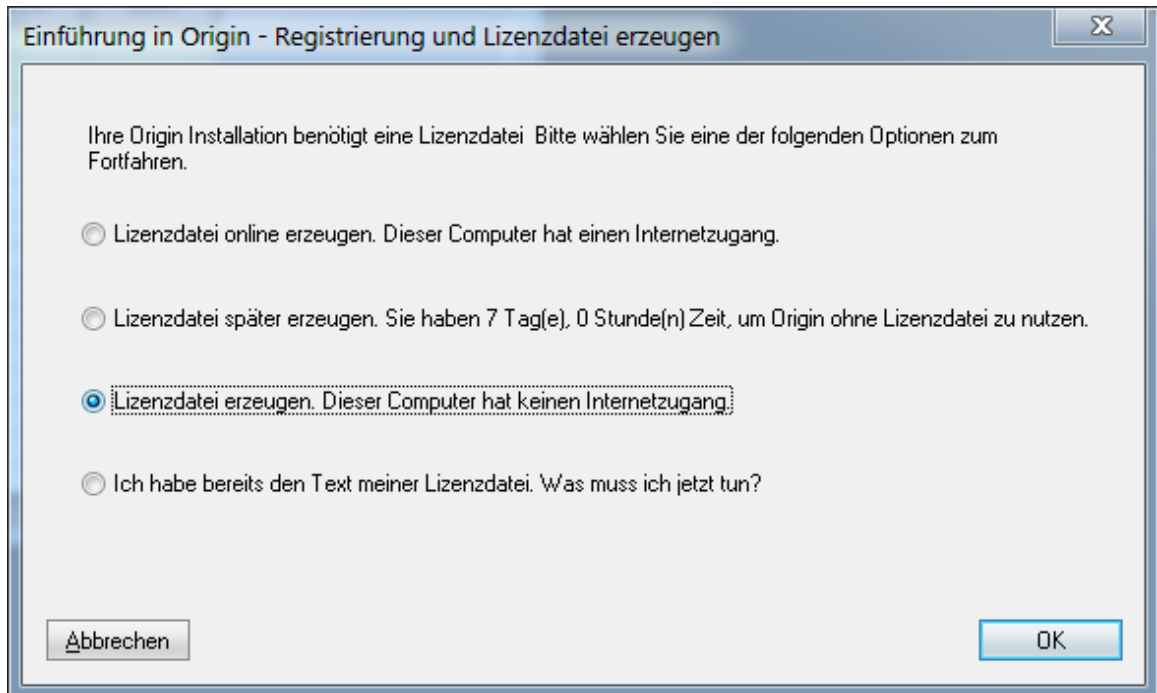 Einführung in Origin - Registrierung und Lizenzdatei erzeugen
Ihre Origin Installation benötigt eine Lizenzdatei  Bitte wählen Sie eine der folgenden Optionen zum
Fortfahren.
Lizenzdatei online erzeugen. Dieser Computer hat einen Internetzugang.
Lizenzdatei später erzeugen. Sie haben 7 Tag(e), 0 Stunde(n) Zeit, um Origin ohne Lizenzdatei zu nutzen.
Lizenzdatei erzeugen. Dieser Computer hat keinen Internetzugang.
Ich habe bereits den Text meiner Lizenzdatei. Was muss ich jetzt tun?
Abbrechen
OK